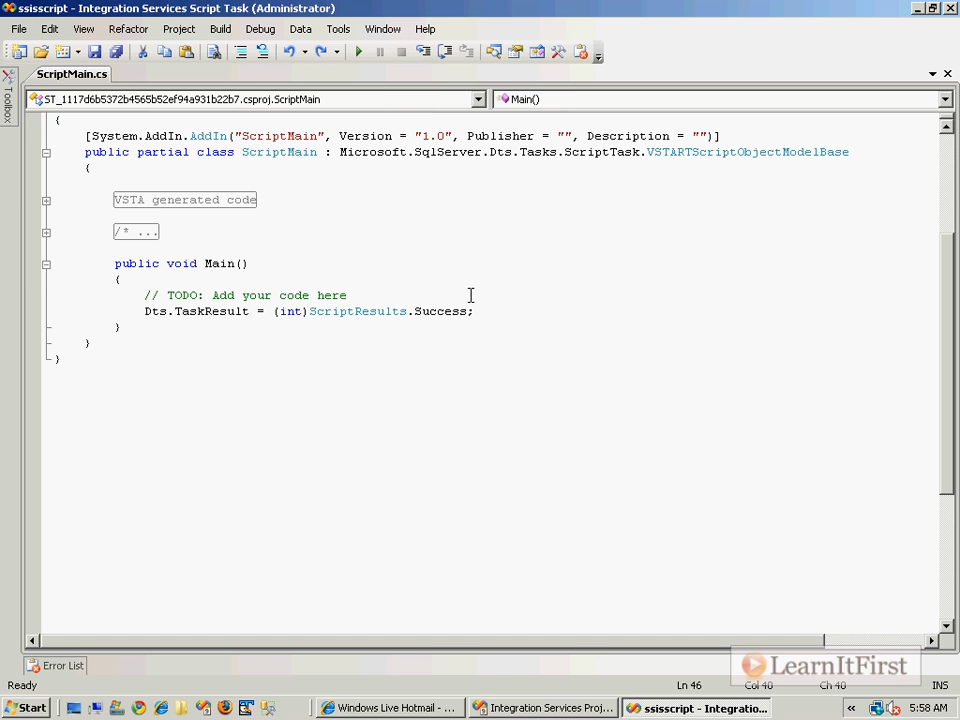 ssisscript - Integration Services Script Task (Administrator)
File Edit View Refactor Project Build Debug Data Tools Window Help
ScriptMain.cs
Toolbox
ST_1117d6b5372b4565b52ef94a931b22b7.csproj.ScriptMain
Main()
{
[System.AddIn.AddIn("ScriptMain", Version = "1.0", Publisher = "", Description = "")]
public partial class ScriptMain : Microsoft.SqlServer.Dts.Tasks.ScriptTask.VSTARTScriptObjectModelBase
{
VSTA generated code
/* ...
public void Main()
{
// TODO: Add your code here
Dts.TaskResult = (int)ScriptResults.Success;
}
}
}
Error List
LearnItFirst
Ready Ln 46 Col 40 Ch 40 INS
Start Windows Live Hotmail - ... Integration Services Proj... ssisscript - Integratio... « 5:58 AM